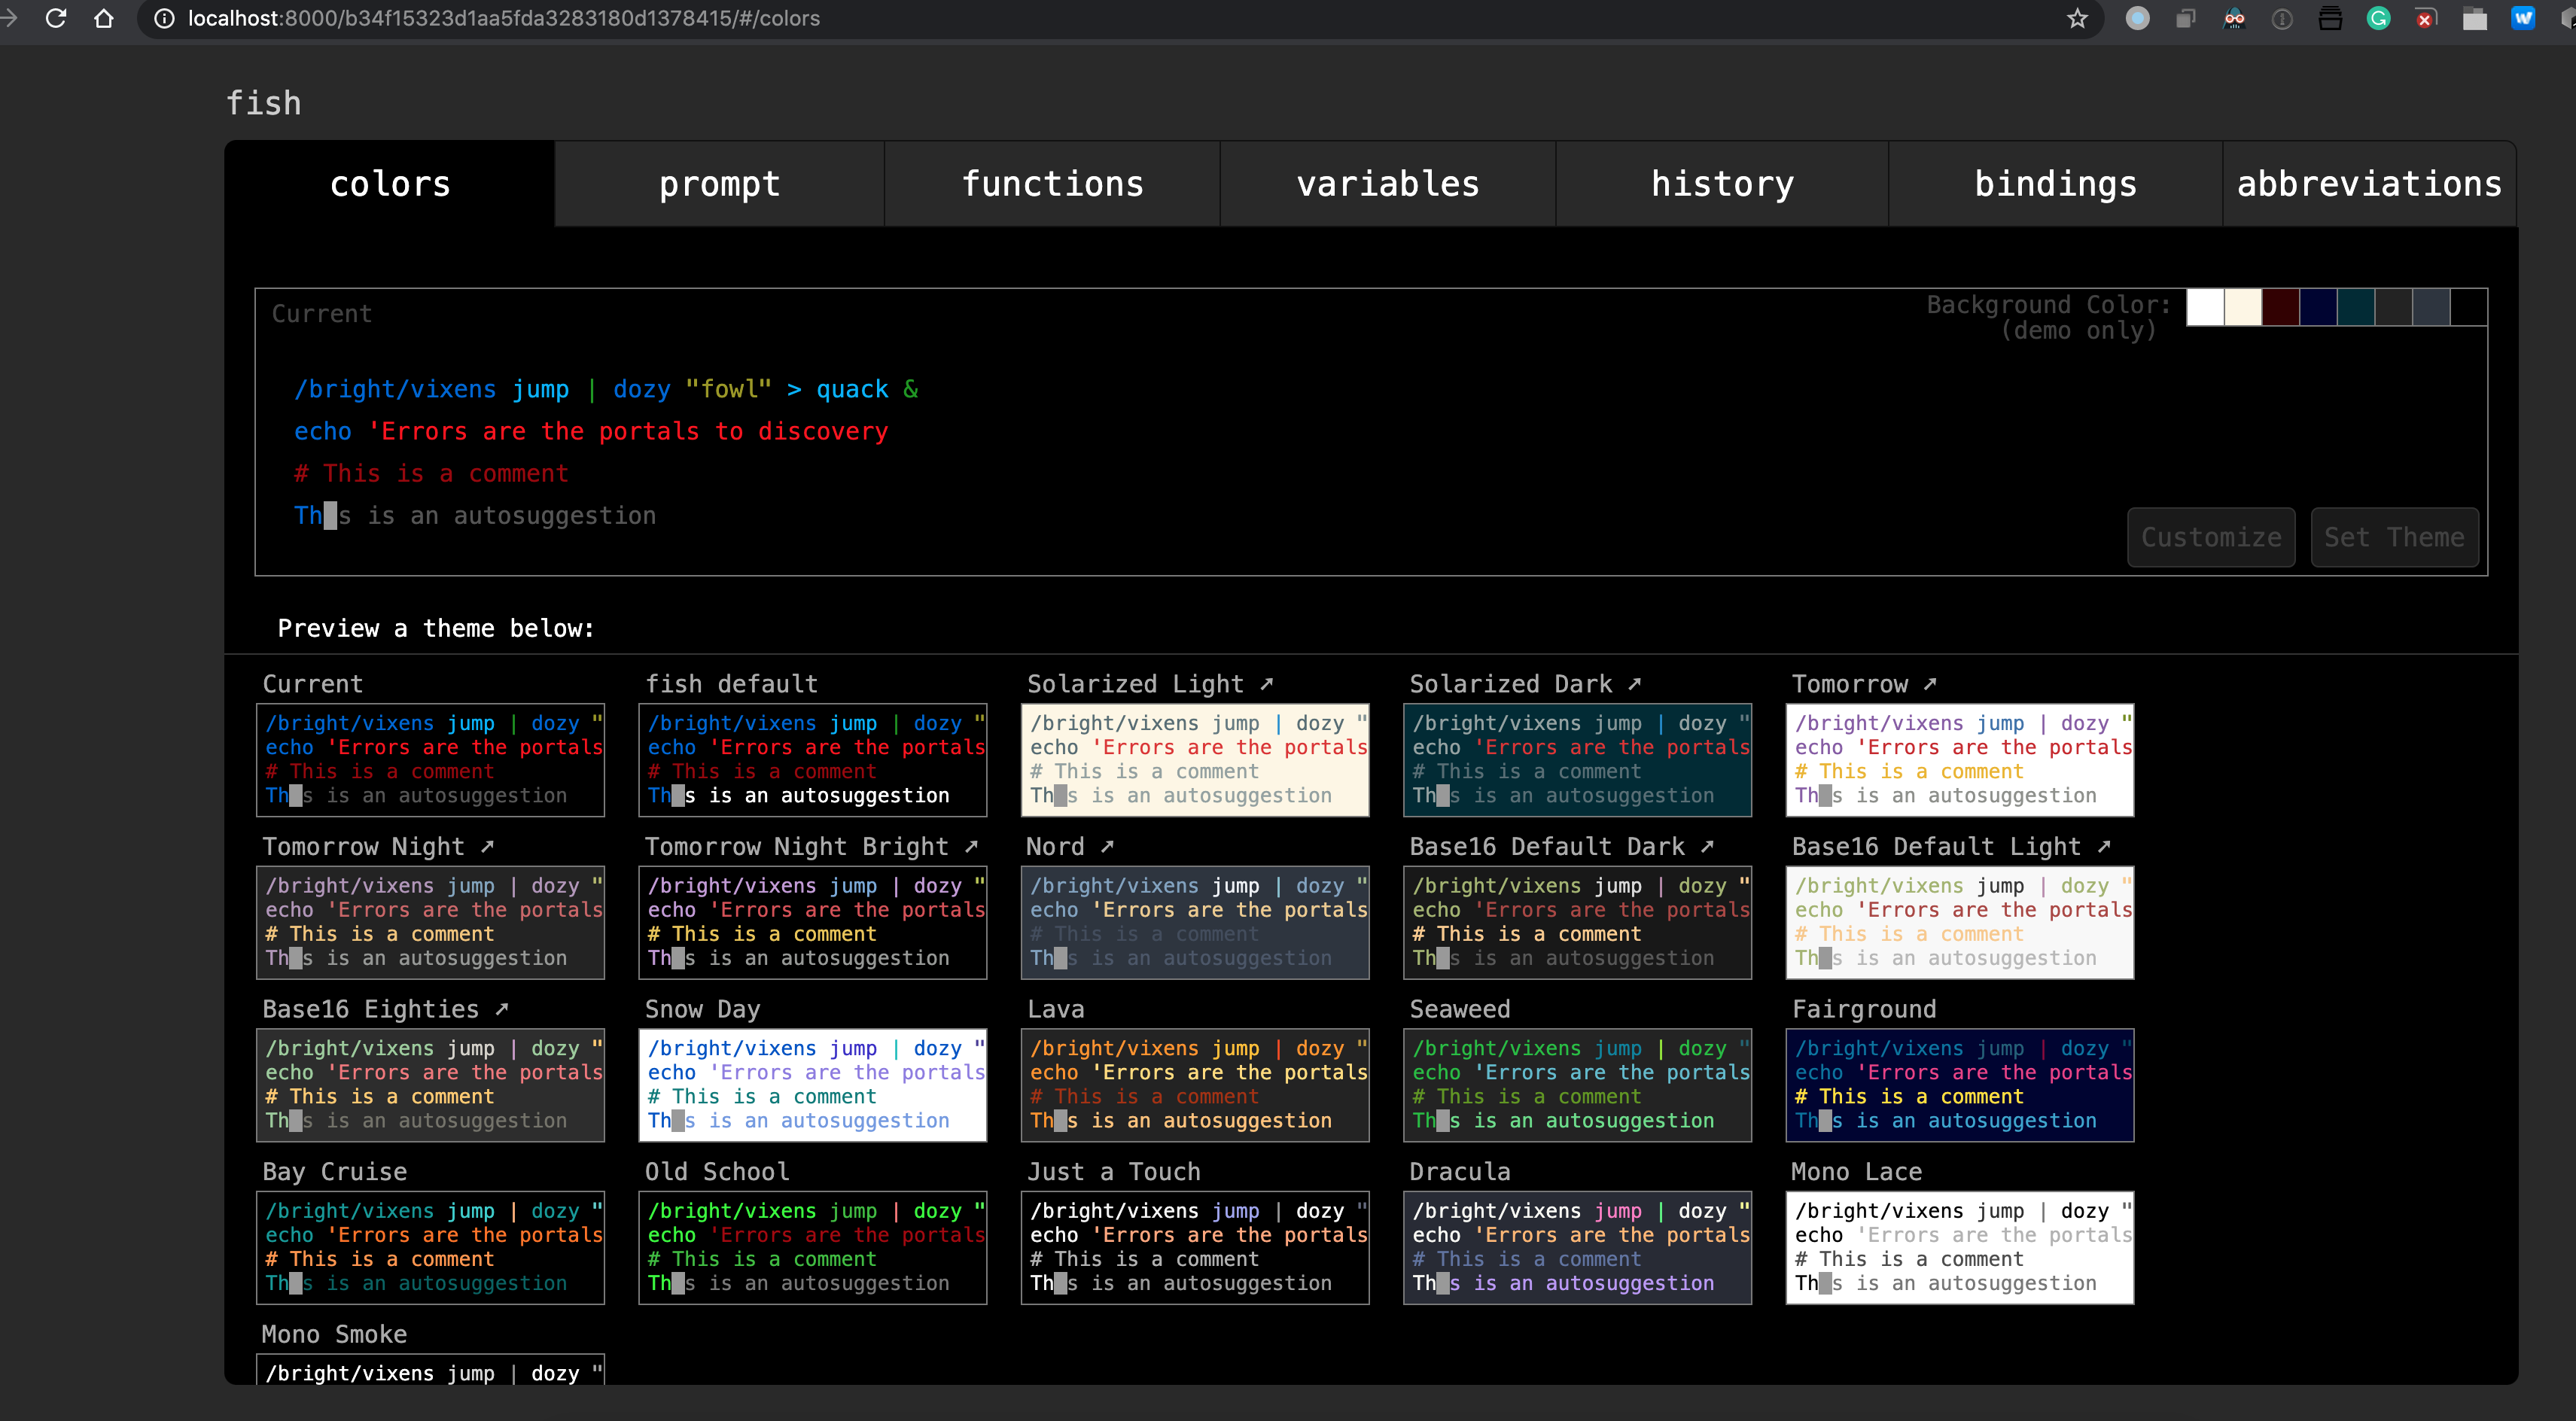 localhost:8000/b34f15323d1aa5fda3283180d1378415/#/colors
fish
colors prompt functions variables history bindings abbreviations
Current
Background Color:
(demo only)
/bright/vixens jump | dozy "fowl" > quack &
echo 'Errors are the portals to discovery
# This is a comment
Th s is an autosuggestion
Customize Set Theme
Preview a theme below:
Current
/bright/vixens jump | dozy "
echo 'Errors are the portals
# This is a comment
Th s is an autosuggestion
fish default
/bright/vixens jump | dozy "
echo 'Errors are the portals
# This is a comment
Th s is an autosuggestion
Solarized Light ➚
/bright/vixens jump | dozy "
echo 'Errors are the portals
# This is a comment
Th s is an autosuggestion
Solarized Dark ➚
/bright/vixens jump | dozy "
echo 'Errors are the portals
# This is a comment
Th s is an autosuggestion
Tomorrow ➚
/bright/vixens jump | dozy "
echo 'Errors are the portals
# This is a comment
Th s is an autosuggestion
Tomorrow Night ➚
/bright/vixens jump | dozy "
echo 'Errors are the portals
# This is a comment
Th s is an autosuggestion
Tomorrow Night Bright ➚
/bright/vixens jump | dozy "
echo 'Errors are the portals
# This is a comment
Th s is an autosuggestion
Nord ➚
/bright/vixens jump | dozy "
echo 'Errors are the portals
# This is a comment
Th s is an autosuggestion
Base16 Default Dark ➚
/bright/vixens jump | dozy "
echo 'Errors are the portals
# This is a comment
Th s is an autosuggestion
Base16 Default Light ➚
/bright/vixens jump | dozy "
echo 'Errors are the portals
# This is a comment
Th s is an autosuggestion
Base16 Eighties ➚
/bright/vixens jump | dozy "
echo 'Errors are the portals
# This is a comment
Th s is an autosuggestion
Snow Day
/bright/vixens jump | dozy "
echo 'Errors are the portals
# This is a comment
Th s is an autosuggestion
Lava
/bright/vixens jump | dozy "
echo 'Errors are the portals
# This is a comment
Th s is an autosuggestion
Seaweed
/bright/vixens jump | dozy "
echo 'Errors are the portals
# This is a comment
Th s is an autosuggestion
Fairground
/bright/vixens jump | dozy "
echo 'Errors are the portals
# This is a comment
Th s is an autosuggestion
Bay Cruise
/bright/vixens jump | dozy "
echo 'Errors are the portals
# This is a comment
Th s is an autosuggestion
Old School
/bright/vixens jump | dozy "
echo 'Errors are the portals
# This is a comment
Th s is an autosuggestion
Just a Touch
/bright/vixens jump | dozy "
echo 'Errors are the portals
# This is a comment
Th s is an autosuggestion
Dracula
/bright/vixens jump | dozy "
echo 'Errors are the portals
# This is a comment
Th s is an autosuggestion
Mono Lace
/bright/vixens jump | dozy "
echo 'Errors are the portals
# This is a comment
Th s is an autosuggestion
Mono Smoke
/bright/vixens jump | dozy "